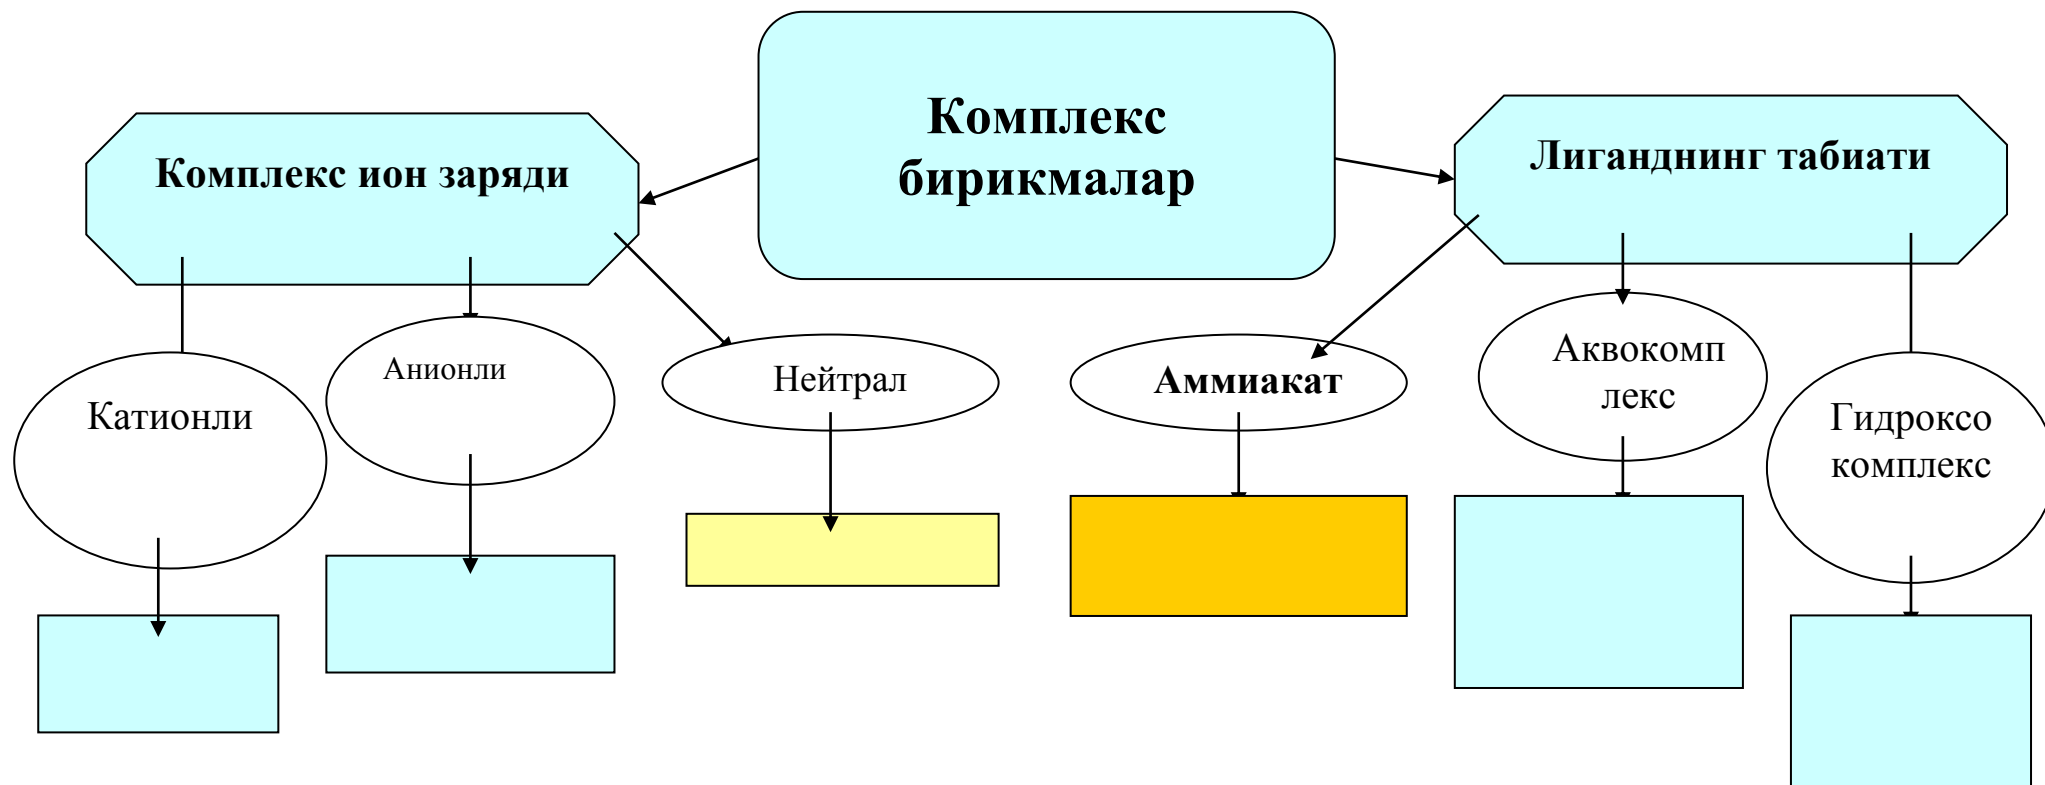 Комплекс
бирикмалар
Комплекс ион заряди
Лиганднинг табиати
Катионли
Анионли
Нейтрал
Аммиакат
Аквокомп
лекс
Гидроксо
комплекс